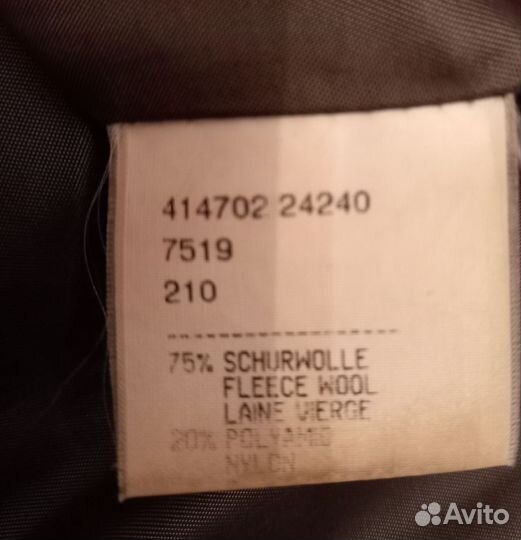 414702 24240
7519
210
75% SCHURWOLLE
FLEECE WOOL
LAINE VIERGE
20% POLYAMID
NYLON
Avito